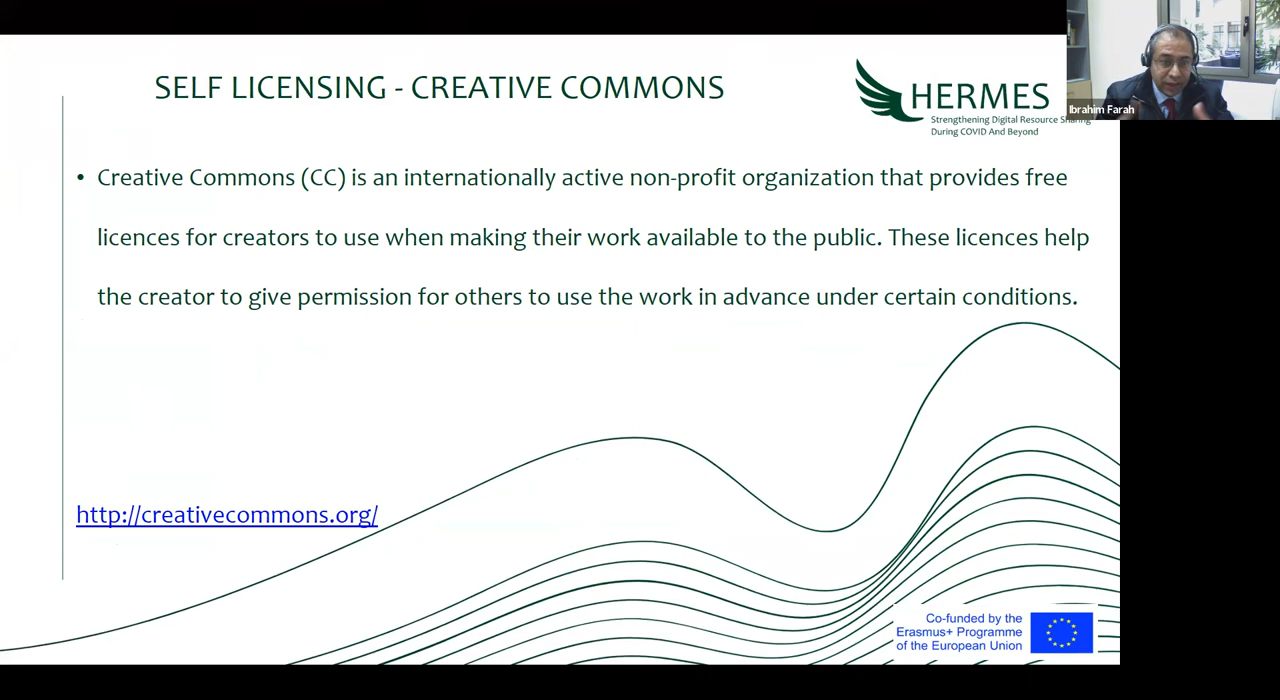 SELF LICENSING - CREATIVE COMMONS
HERMES
Strengthening Digital Resource Sharing
During COVID And Beyond
Ibrahim Farah
• Creative Commons (CC) is an internationally active non-profit organization that provides free
licences for creators to use when making their work available to the public. These licences help
the creator to give permission for others to use the work in advance under certain conditions.
http://creativecommons.org/
Co-funded by the
Erasmus+ Programme
of the European Union